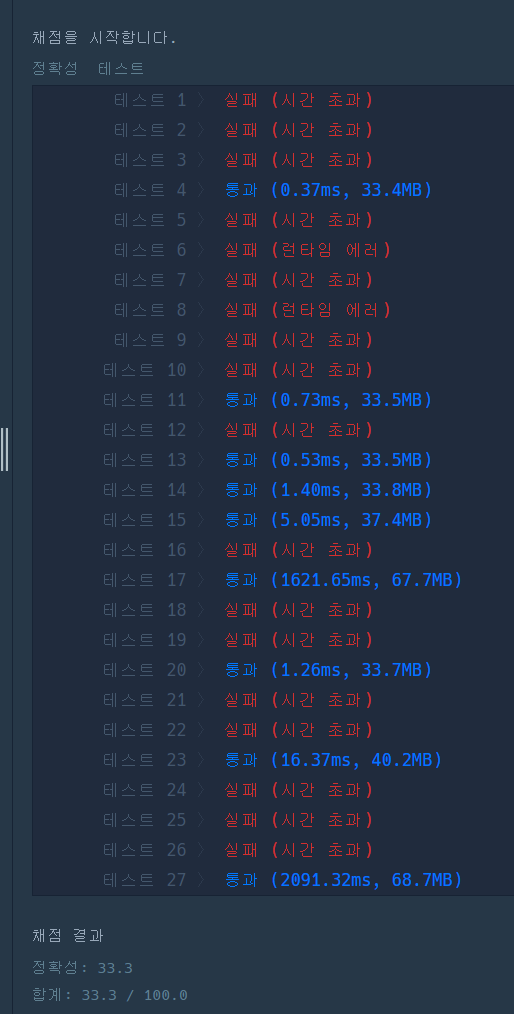 채점을 시작합니다.
정확성 테스트
테스트 1 〉 실패 (시간 초과)
테스트 2 〉 실패 (시간 초과)
테스트 3 〉 실패 (시간 초과)
테스트 4 〉 통과 (0.37ms, 33.4MB)
테스트 5 〉 실패 (시간 초과)
테스트 6 〉 실패 (런타임 에러)
테스트 7 〉 실패 (시간 초과)
테스트 8 〉 실패 (런타임 에러)
테스트 9 〉 실패 (시간 초과)
테스트 10 〉 실패 (시간 초과)
테스트 11 〉 통과 (0.73ms, 33.5MB)
테스트 12 〉 실패 (시간 초과)
테스트 13 〉 통과 (0.53ms, 33.5MB)
테스트 14 〉 통과 (1.40ms, 33.8MB)
테스트 15 〉 통과 (5.05ms, 37.4MB)
테스트 16 〉 실패 (시간 초과)
테스트 17 〉 통과 (1621.65ms, 67.7MB)
테스트 18 〉 실패 (시간 초과)
테스트 19 〉 실패 (시간 초과)
테스트 20 〉 통과 (1.26ms, 33.7MB)
테스트 21 〉 실패 (시간 초과)
테스트 22 〉 실패 (시간 초과)
테스트 23 〉 통과 (16.37ms, 40.2MB)
테스트 24 〉 실패 (시간 초과)
테스트 25 〉 실패 (시간 초과)
테스트 26 〉 실패 (시간 초과)
테스트 27 〉 통과 (2091.32ms, 68.7MB)
채점 결과
정확성: 33.3
합계: 33.3 / 100.0